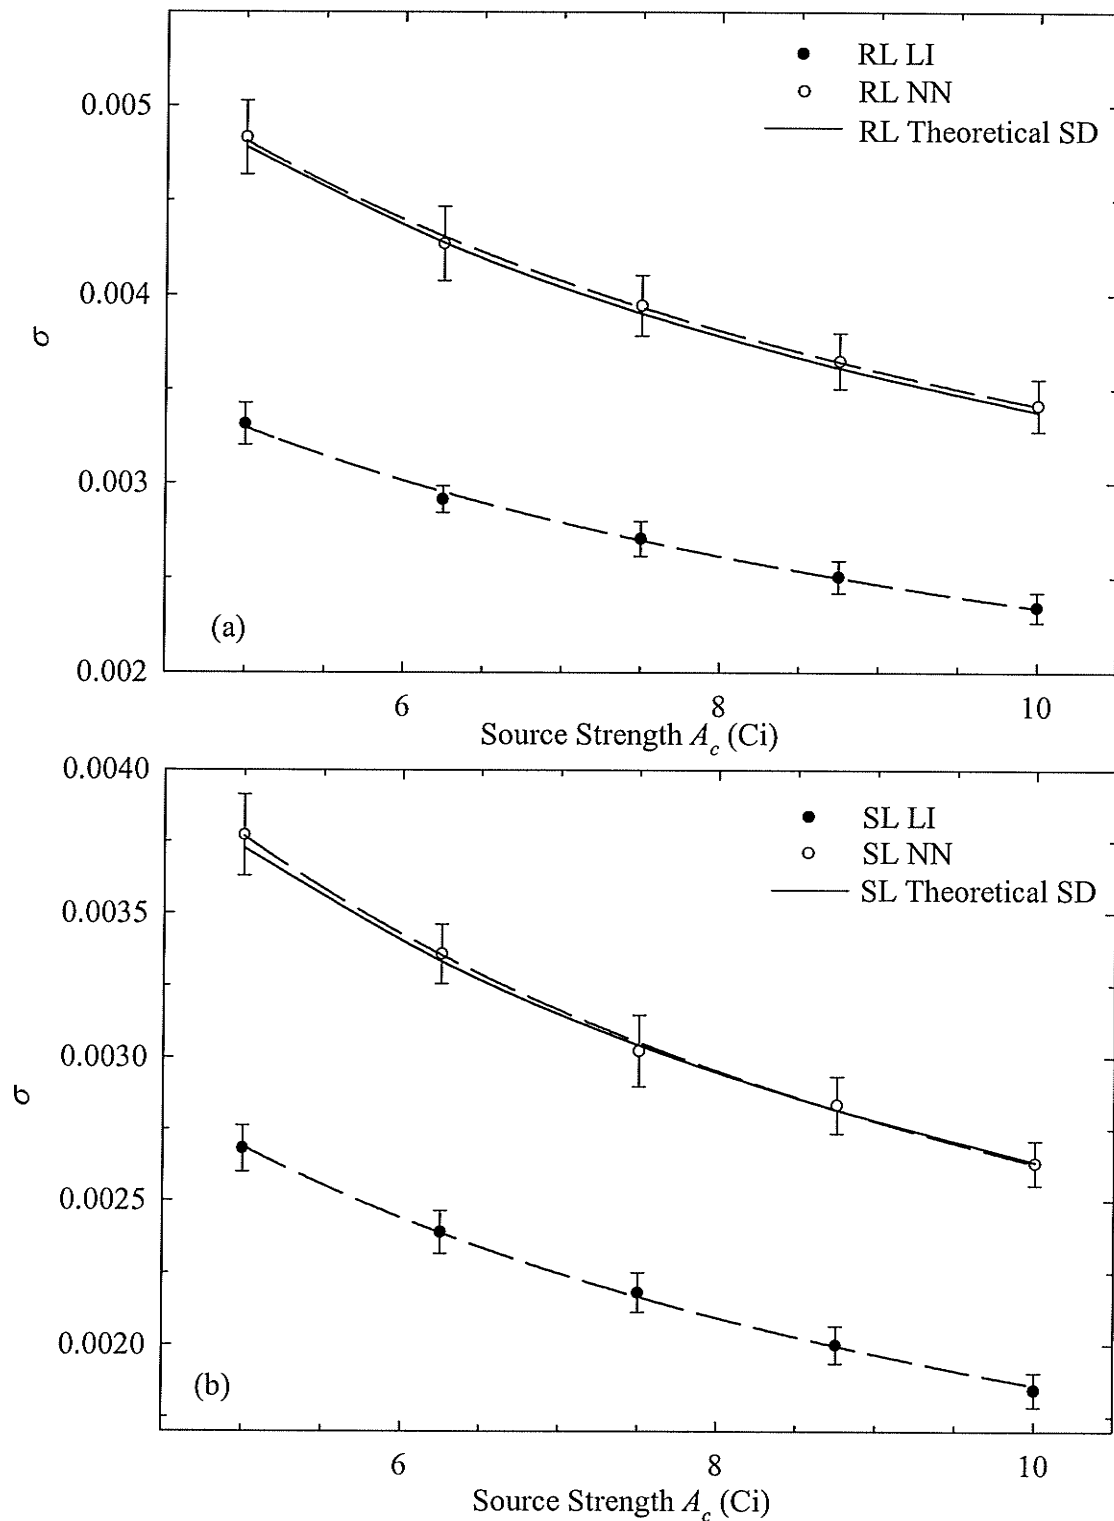 RL LI
RL NN
RL Theoretical SD
0.005
0.004
σ
0.003
(a)
0.002
6
8
10
Source Strength A_c (Ci)
0.0040
SL LI
SL NN
SL Theoretical SD
0.0035
0.0030
σ
0.0025
0.0020
(b)
6
8
10
Source Strength A_c (Ci)